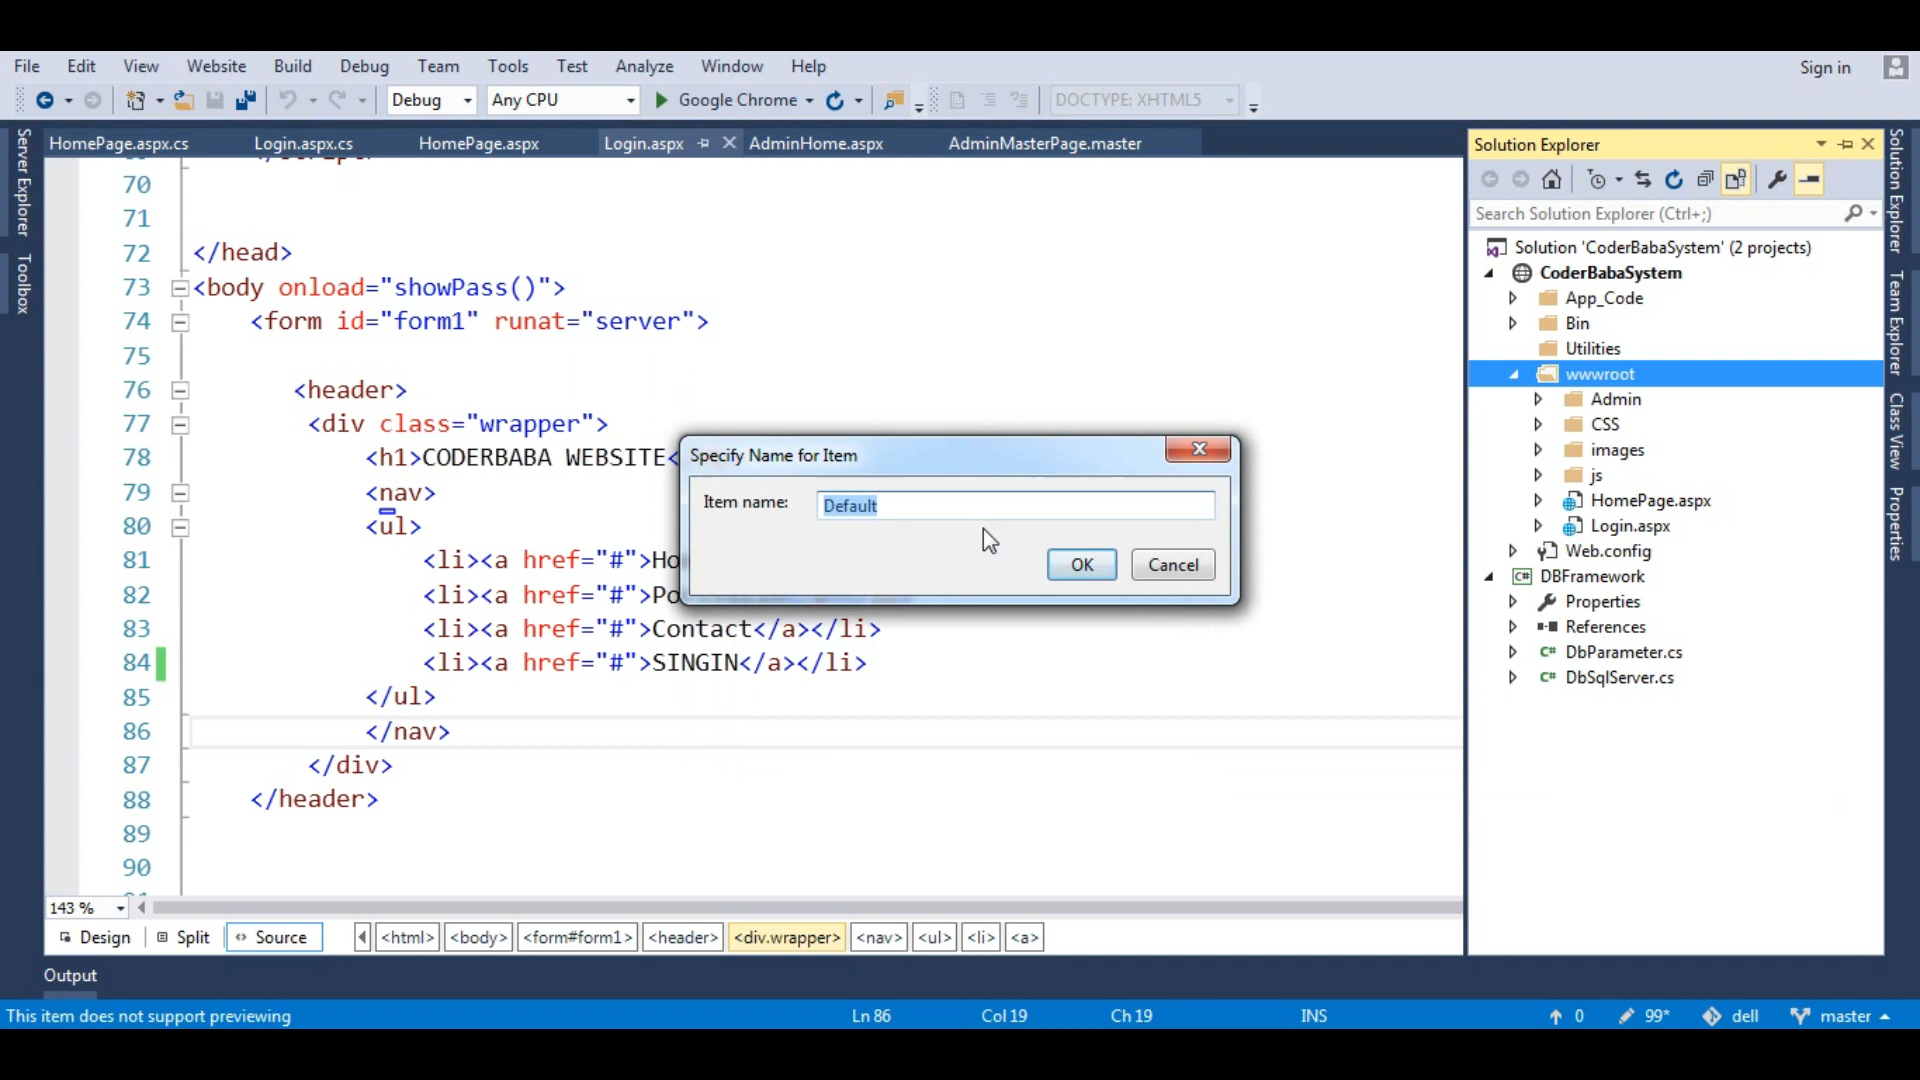 File Edit View Website Build Debug Team Tools Test Analyze Window Help Sign in
Debug Any CPU Google Chrome DOCTYPE: XHTML5
HomePage.aspx.cs Login.aspx.cs HomePage.aspx Login.aspx AdminHome.aspx AdminMasterPage.master
Server Explorer
Toolbox
70
71
72 </head>
73 <body onload="showPass()">
74 <form id="form1" runat="server">
75
76 <header>
77 <div class="wrapper">
78 <h1>CODERBABA WEBSITE<
79 <nav>
80 <ul>
81 <li><a href="#">Ho
82 <li><a href="#">Po
83 <li><a href="#">Contact</a></li>
84 <li><a href="#">SINGIN</a></li>
85 </ul>
86 </nav>
87 </div>
88 </header>
89
90
Specify Name for Item
Item name: Default
OK Cancel
143 %
Design Split Source <html> <body> <form#form1> <header> <div.wrapper> <nav> <ul> <li> <a>
Output
This item does not support previewing Ln 86 Col 19 Ch 19 INS 0 99* dell master
Solution Explorer
Search Solution Explorer (Ctrl+;)
Solution 'CoderBabaSystem' (2 projects)
CoderBabaSystem
App_Code
Bin
Utilities
wwwroot
Admin
CSS
images
js
HomePage.aspx
Login.aspx
Web.config
C# DBFramework
Properties
References
C# DbParameter.cs
C# DbSqlServer.cs
Solution Explorer
Team Explorer
Class View
Properties